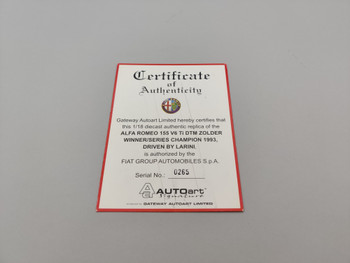 Certificate
of
Authenticity
Gateway Autoart Limited hereby certifies that
this 1/18 diecast authentic replica of the
ALFA ROMEO 155 V6 Ti DTM ZOLDER
WINNER/SERIES CHAMPION 1993,
DRIVEN BY LARINI.
is authorized by the
FIAT GROUP AUTOMOBILES S.p.A.
Serial No.: 0265
AUTOart
Signature
GATEWAY AUTOART LIMITED